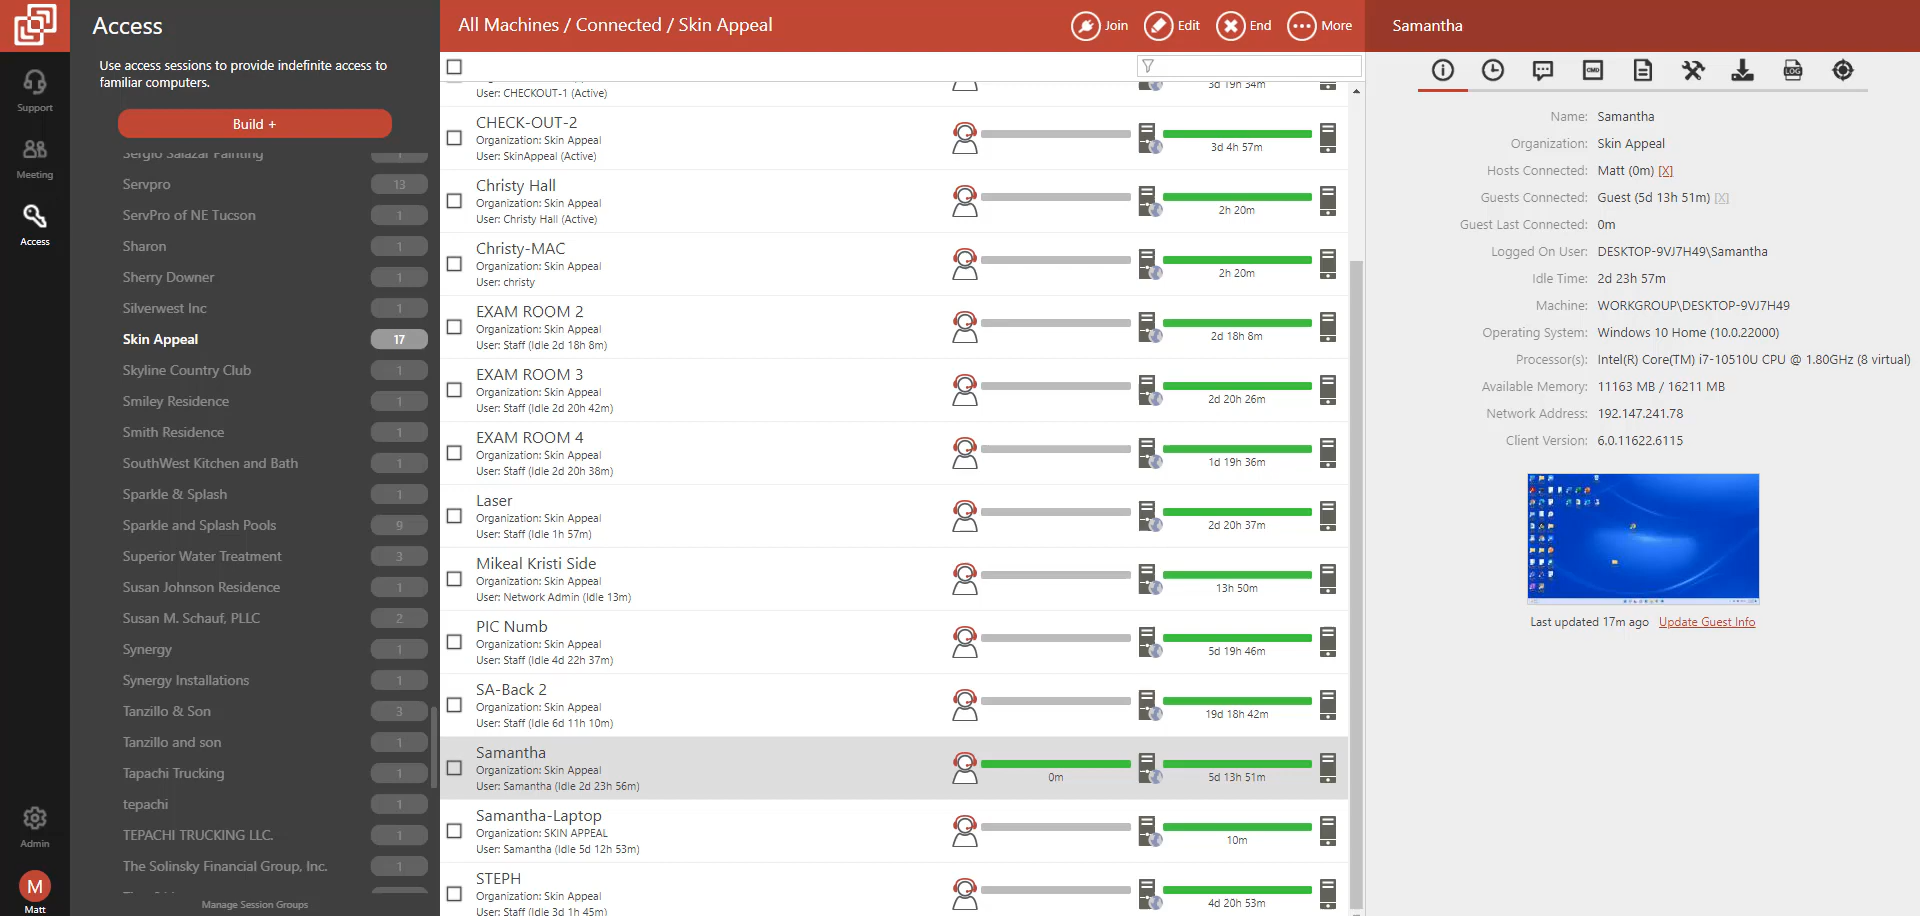 Support
Meeting
Access
Admin
M
Matt
Access
Use access sessions to provide indefinite access to
familiar computers.
Build +
Sergio Salazar Painting 1
Servpro 13
ServPro of NE Tucson 1
Sharon 1
Sherry Downer 1
Silverwest Inc 1
Skin Appeal 17
Skyline Country Club 1
Smiley Residence 1
Smith Residence 1
SouthWest Kitchen and Bath 1
Sparkle & Splash 1
Sparkle and Splash Pools 9
Superior Water Treatment 3
Susan Johnson Residence 1
Susan M. Schauf, PLLC 2
Synergy 1
Synergy Installations 1
Tanzillo & Son 3
Tanzillo and son 1
Tapachi Trucking 1
tepachi 1
TEPACHI TRUCKING LLC. 1
The Solinsky Financial Group, Inc. 1
Manage Session Groups
All Machines / Connected / Skin Appeal
Join Edit End More
User: CHECKOUT-1 (Active)
3d 19h 34m
CHECK-OUT-2
Organization: Skin Appeal
User: SkinAppeal (Active)
3d 4h 57m
Christy Hall
Organization: Skin Appeal
User: Christy Hall (Active)
2h 20m
Christy-MAC
Organization: Skin Appeal
User: christy
2h 20m
EXAM ROOM 2
Organization: Skin Appeal
User: Staff (Idle 2d 18h 8m)
2d 18h 8m
EXAM ROOM 3
Organization: Skin Appeal
User: Staff (Idle 2d 20h 42m)
2d 20h 26m
EXAM ROOM 4
Organization: Skin Appeal
User: Staff (Idle 2d 20h 38m)
1d 19h 36m
Laser
Organization: Skin Appeal
User: Staff (Idle 1h 57m)
2d 20h 37m
Mikeal Kristi Side
Organization: Skin Appeal
User: Network Admin (Idle 13m)
13h 50m
PIC Numb
Organization: Skin Appeal
User: Staff (Idle 4d 22h 37m)
5d 19h 46m
SA-Back 2
Organization: Skin Appeal
User: Staff (Idle 6d 11h 10m)
19d 18h 42m
Samantha
Organization: Skin Appeal
User: Samantha (Idle 2d 23h 56m)
0m
5d 13h 51m
Samantha-Laptop
Organization: SKIN APPEAL
User: Samantha (Idle 5d 12h 53m)
10m
STEPH
Organization: Skin Appeal
User: Staff (Idle 3d 1h 45m)
4d 20h 53m
Samantha
CMD
LOG
Name: Samantha
Organization: Skin Appeal
Hosts Connected: Matt (0m) [X]
Guests Connected: Guest (5d 13h 51m) [X]
Guest Last Connected: 0m
Logged On User: DESKTOP-9VJ7H49\Samantha
Idle Time: 2d 23h 57m
Machine: WORKGROUP\DESKTOP-9VJ7H49
Operating System: Windows 10 Home (10.0.22000)
Processor(s): Intel(R) Core(TM) i7-10510U CPU @ 1.80GHz (8 virtual)
Available Memory: 11163 MB / 16211 MB
Network Address: 192.147.241.78
Client Version: 6.0.11622.6115
Last updated 17m ago Update Guest Info